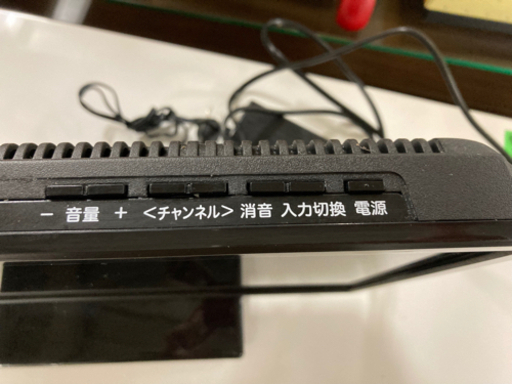 − 音量 + <チャンネル> 消音 入力切換 電源